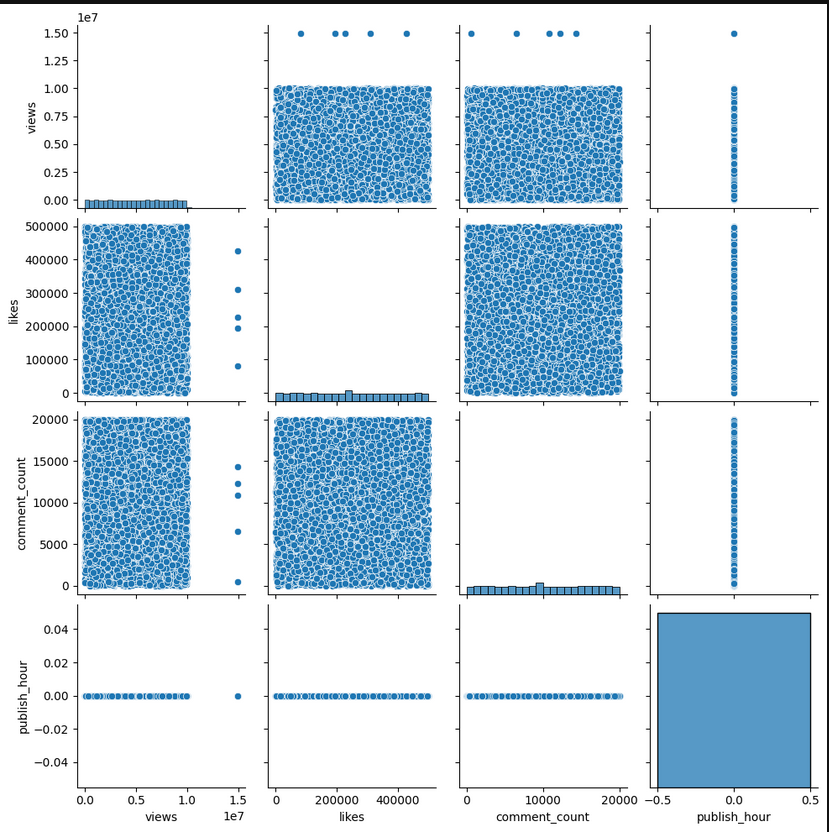 1e7
1.50
1.25
1.00
0.75
0.50
0.25
0.00
views
500000
400000
300000
200000
100000
0
likes
20000
15000
10000
5000
0
comment_count
0.04
0.02
0.00
−0.02
−0.04
publish_hour
0.0 0.5 1.0 1.5
1e7
views
0 200000 400000
likes
0 10000 20000
comment_count
−0.5 0.0 0.5
publish_hour